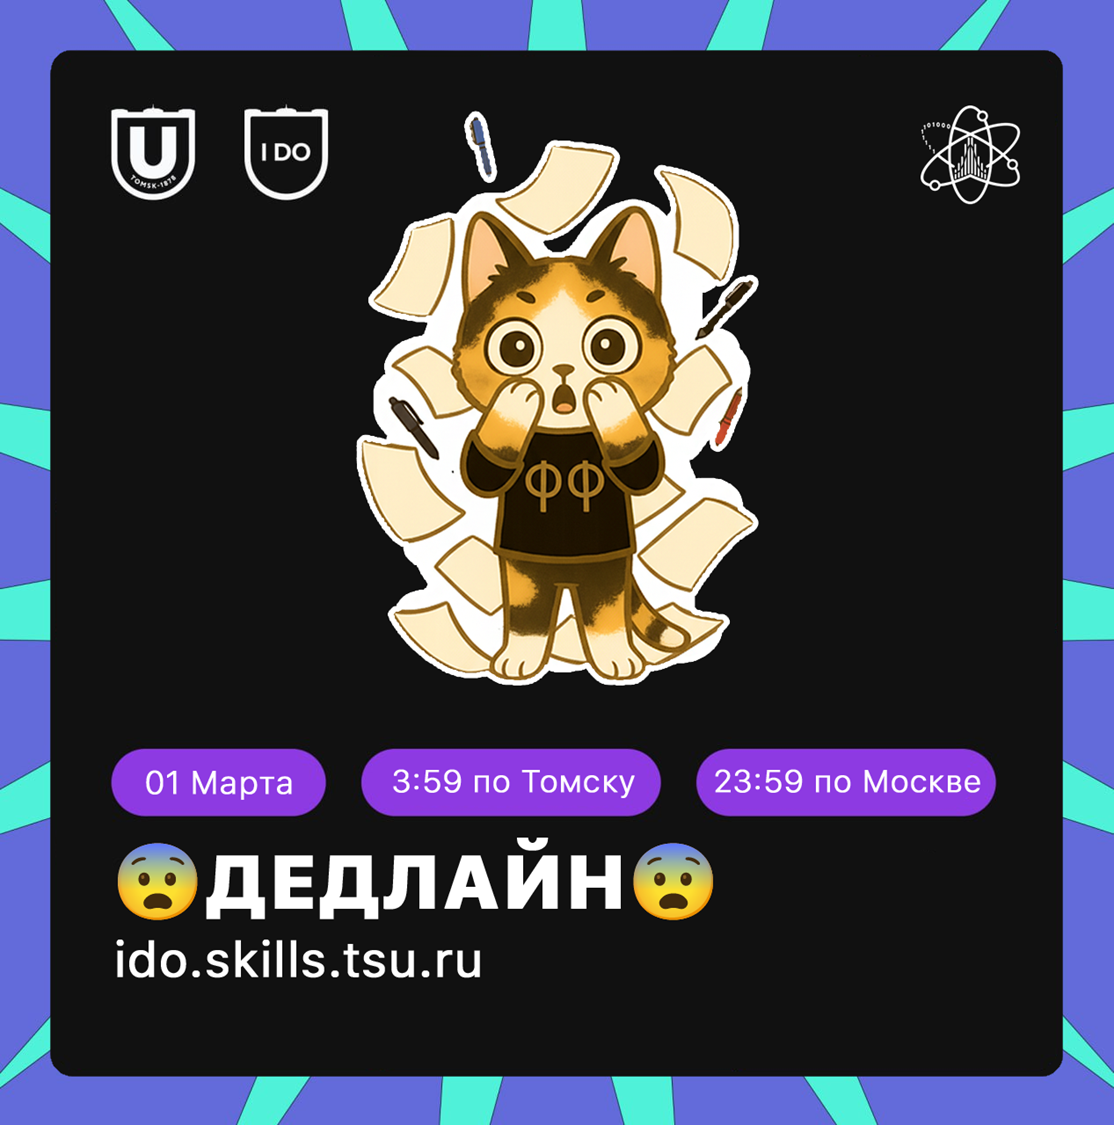 U
TOMSK·1878
I DO
101000
1111
ФФ
01 Марта
3:59 по Томску
23:59 по Москве
😨ДЕДЛАЙН😨
ido.skills.tsu.ru